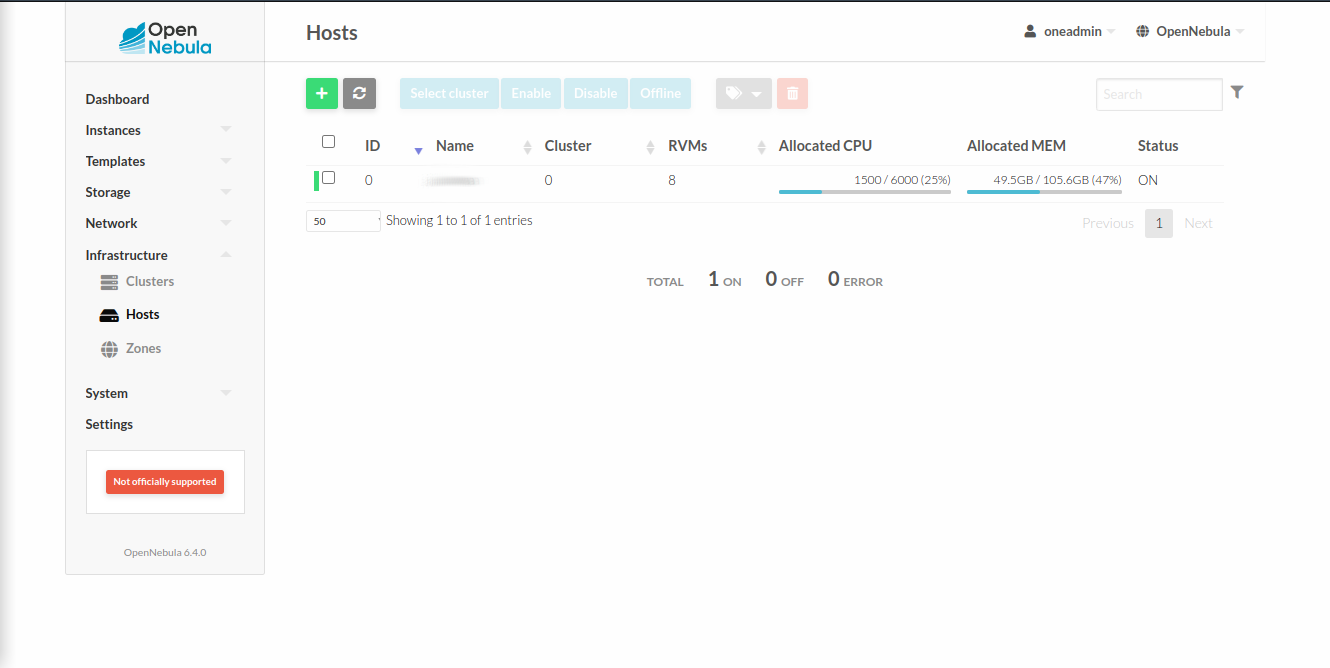 Open
Nebula
Hosts
oneadmin
OpenNebula
Dashboard
Instances
Templates
Storage
Network
Infrastructure
Clusters
Hosts
Zones
System
Settings
Not officially supported
OpenNebula 6.4.0
+ Select cluster Enable Disable Offline Search
ID Name Cluster RVMs Allocated CPU Allocated MEM Status
0 0 8 1500 / 6000 (25%) 49.5GB / 105.6GB (47%) ON
50 Showing 1 to 1 of 1 entries Previous 1 Next
TOTAL 1 ON 0 OFF 0 ERROR